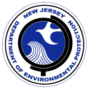 NEW JERSEY
DEPARTMENT OF ENVIRONMENTAL PROTECTION